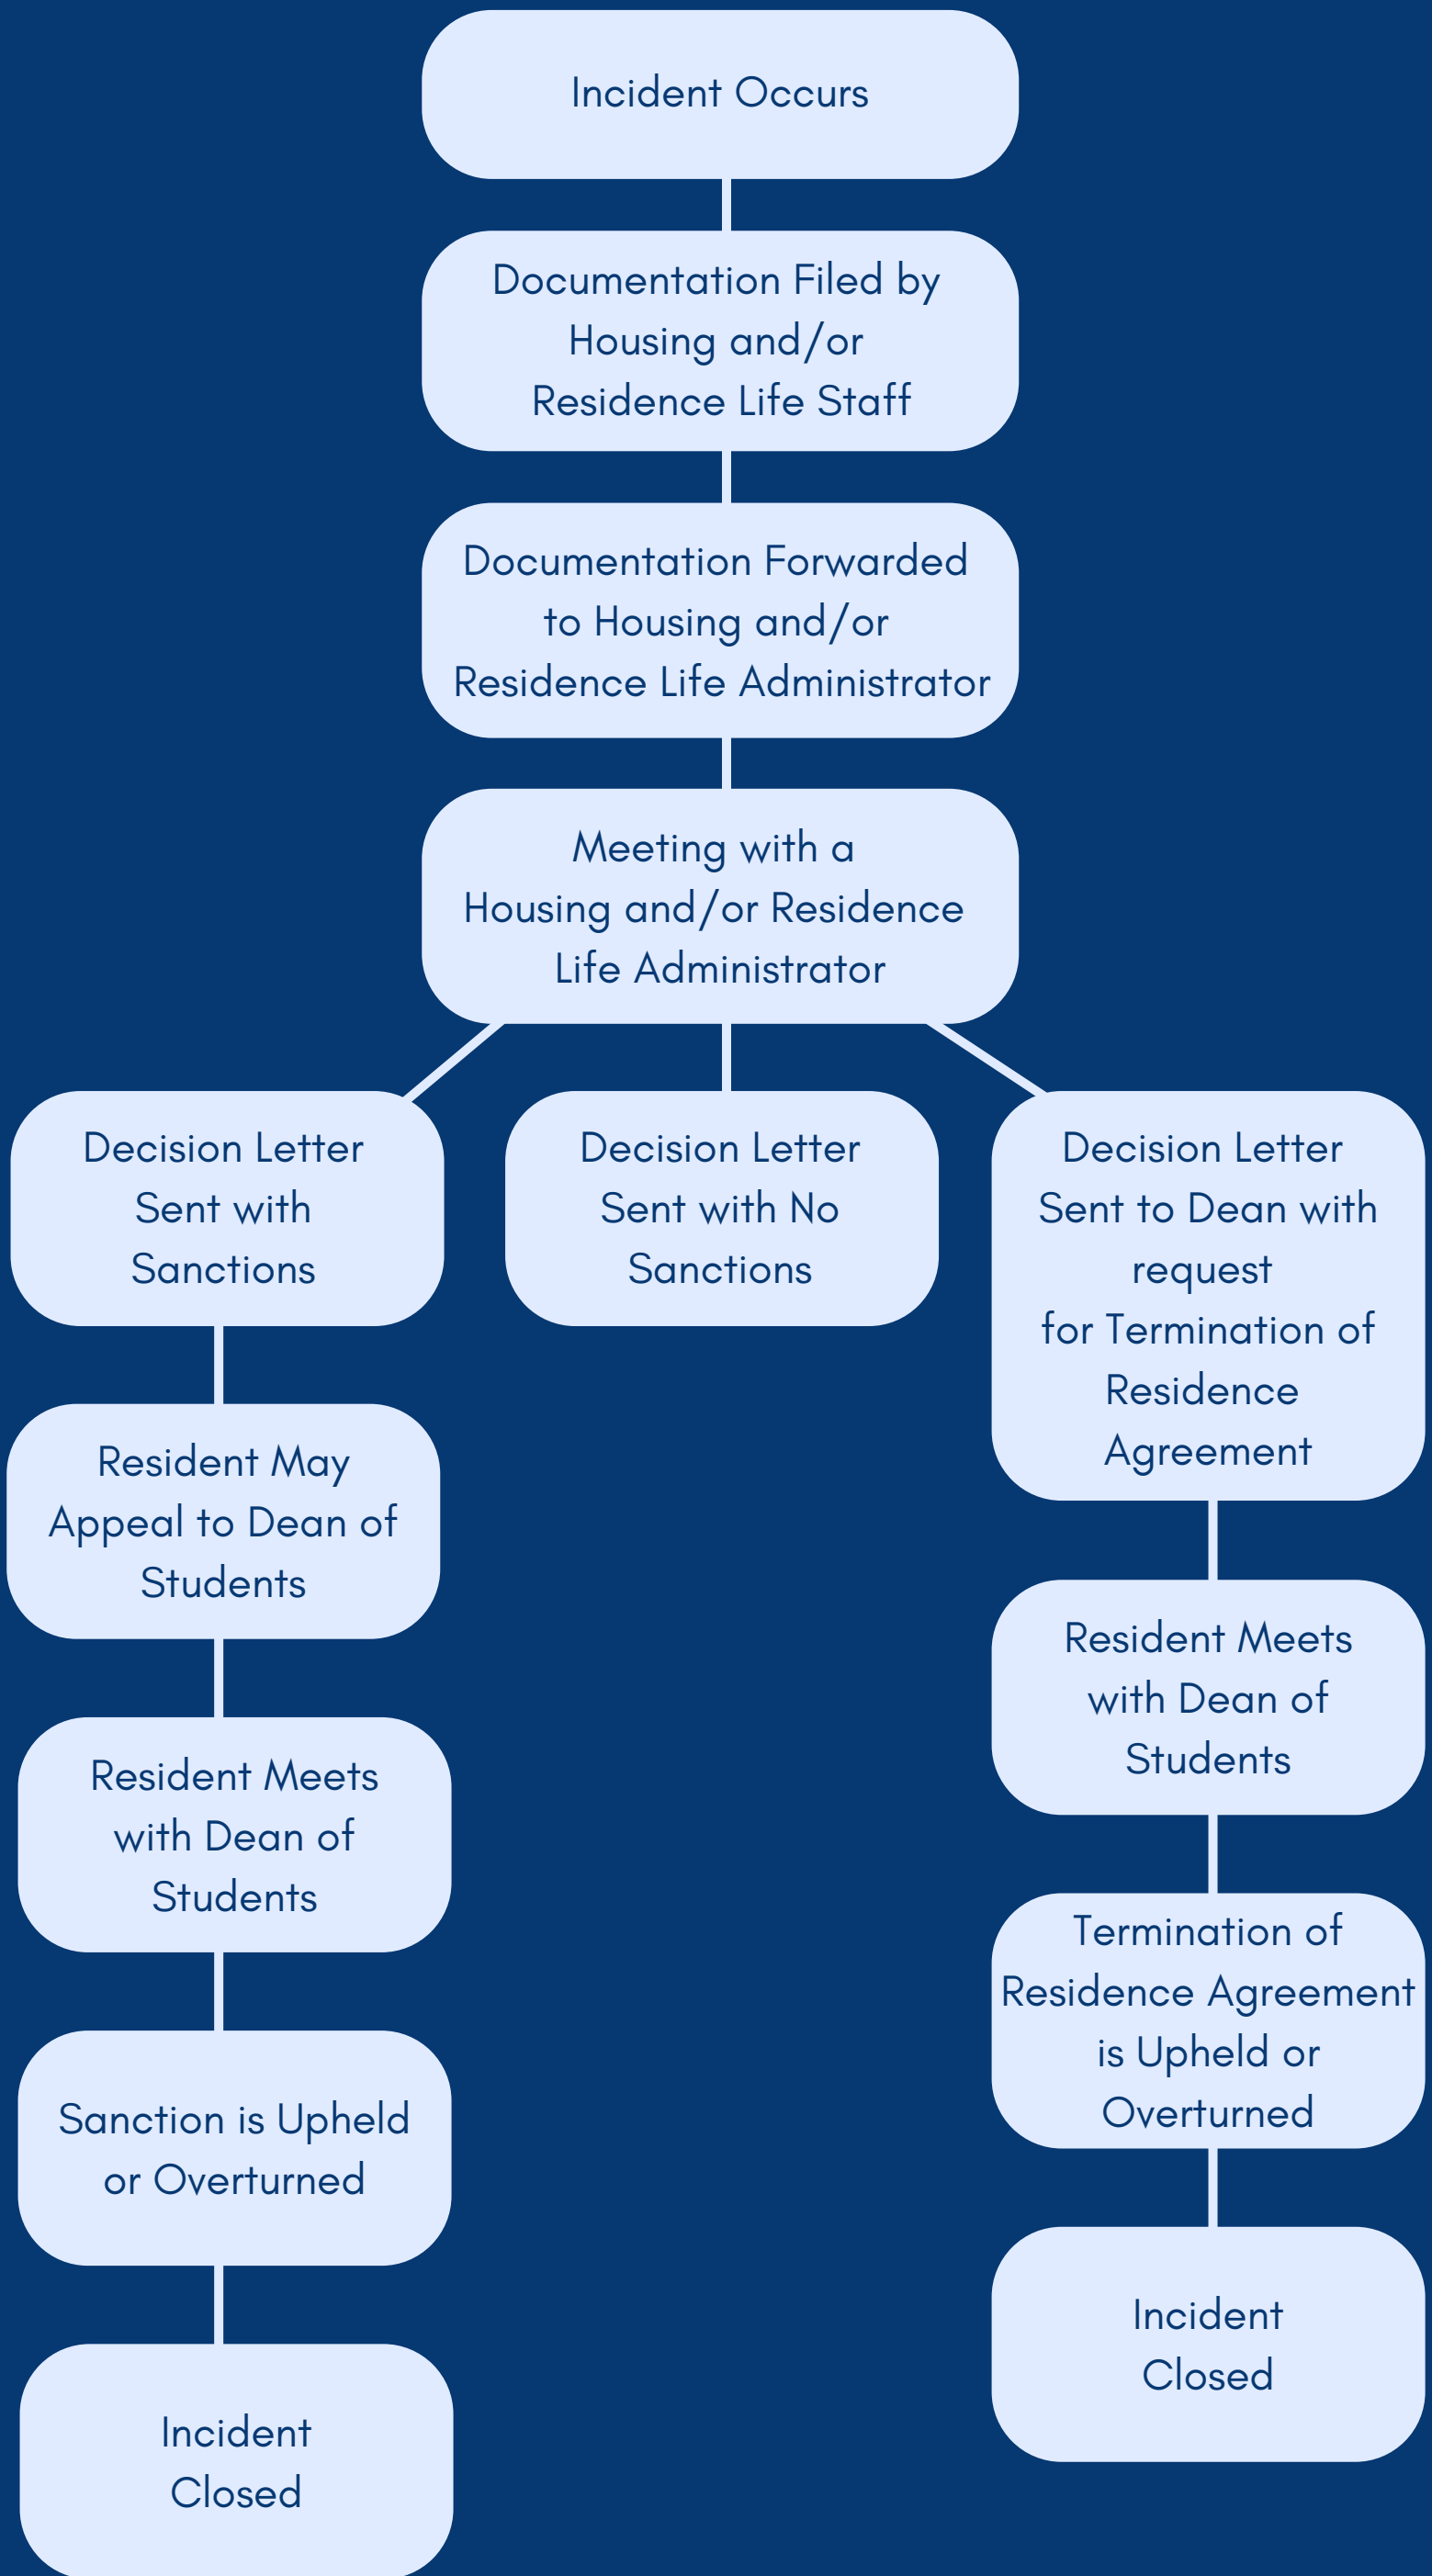 Incident Occurs
Documentation Filed by
Housing and/or
Residence Life Staff
Documentation Forwarded
to Housing and/or
Residence Life Administrator
Meeting with a
Housing and/or Residence
Life Administrator
Decision Letter
Sent with
Sanctions
Resident May
Appeal to Dean of
Students
Resident Meets
with Dean of
Students
Sanction is Upheld
or Overturned
Incident
Closed
Decision Letter
Sent with No
Sanctions
Decision Letter
Sent to Dean with
request
for Termination of
Residence
Agreement
Resident Meets
with Dean of
Students
Termination of
Residence Agreement
is Upheld or
Overturned
Incident
Closed